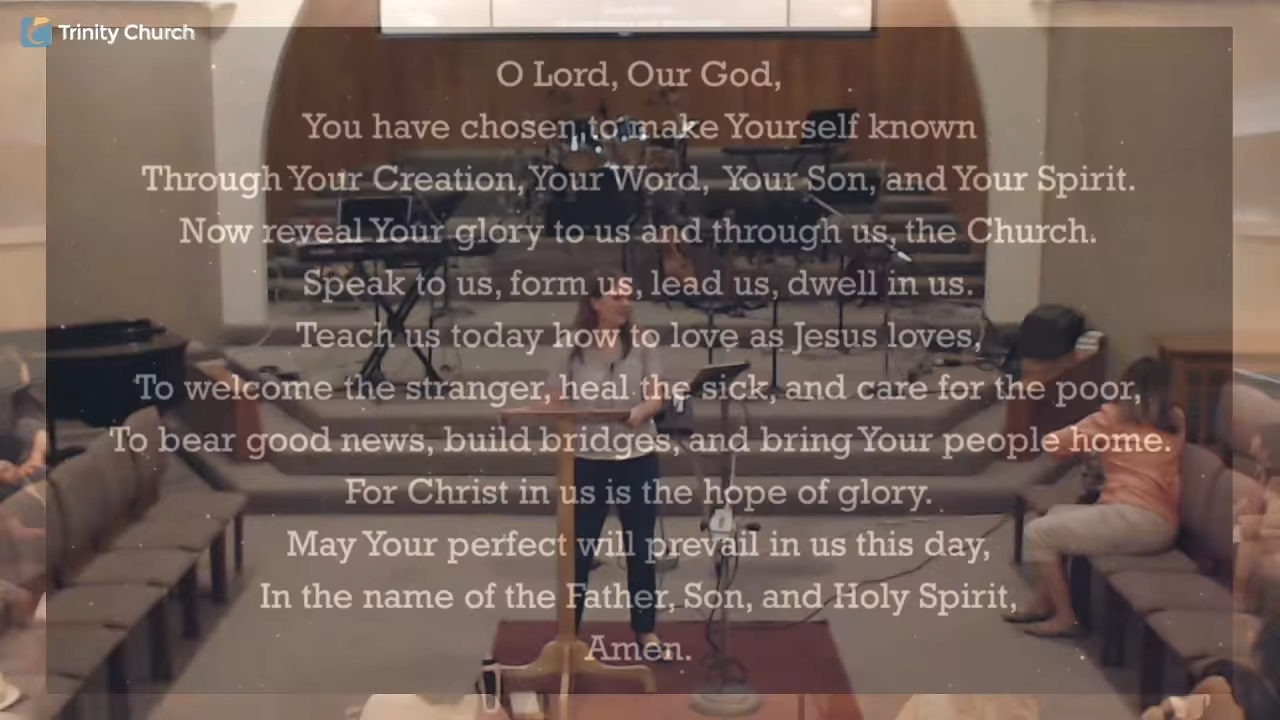 Trinity Church
O Lord, Our God,
You have chosen to make Yourself known
Through Your Creation, Your Word, Your Son, and Your Spirit.
Now reveal Your glory to us and through us, the Church.
Speak to us, form us, lead us, dwell in us.
Teach us today how to love as Jesus loves,
To welcome the stranger, heal the sick, and care for the poor,
To bear good news, build bridges, and bring Your people home.
For Christ in us is the hope of glory.
May Your perfect will prevail in us this day,
In the name of the Father, Son, and Holy Spirit,
Amen.